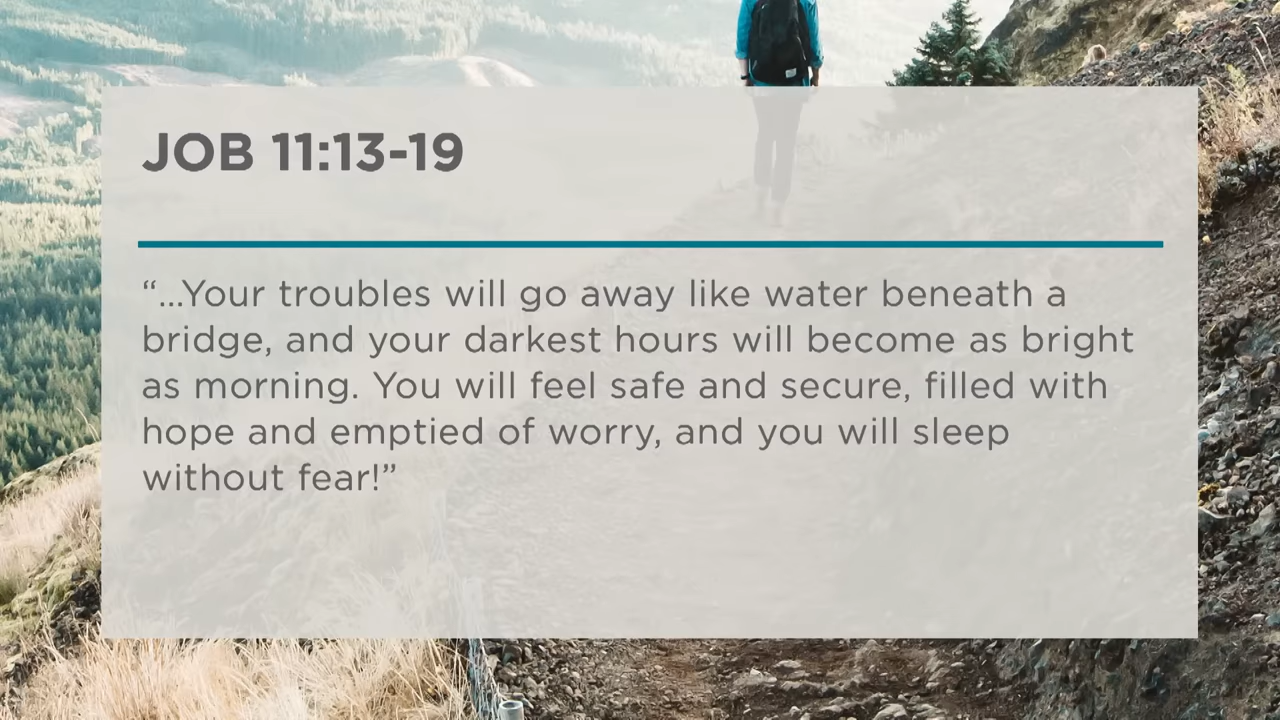 JOB 11:13-19
“...Your troubles will go away like water beneath a
bridge, and your darkest hours will become as bright
as morning. You will feel safe and secure, filled with
hope and emptied of worry, and you will sleep
without fear!”